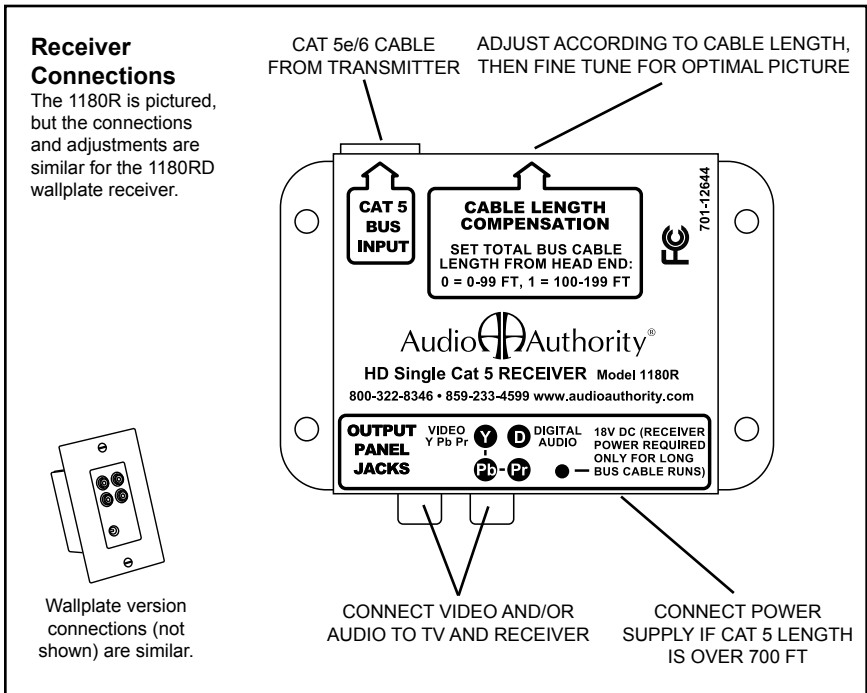 Receiver
Connections
The 1180R is pictured,
but the connections
and adjustments are
similar for the 1180RD
wallplate receiver.
CAT 5e/6 CABLE
FROM TRANSMITTER
ADJUST ACCORDING TO CABLE LENGTH,
THEN FINE TUNE FOR OPTIMAL PICTURE
CAT 5
BUS
INPUT
CABLE LENGTH
COMPENSATION
SET TOTAL BUS CABLE
LENGTH FROM HEAD END:
0 = 0-99 FT, 1 = 100-199 FT
FC
701-12644
Audio Authority®
HD Single Cat 5 RECEIVER Model 1180R
800-322-8346 • 859-233-4599 www.audioauthority.com
OUTPUT
PANEL
JACKS
VIDEO
Y Pb Pr
Y
D
DIGITAL
AUDIO
Pb-Pr
18V DC (RECEIVER
POWER REQUIRED
ONLY FOR LONG
BUS CABLE RUNS)
Wallplate version
connections (not
shown) are similar.
CONNECT VIDEO AND/OR
AUDIO TO TV AND RECEIVER
CONNECT POWER
SUPPLY IF CAT 5 LENGTH
IS OVER 700 FT